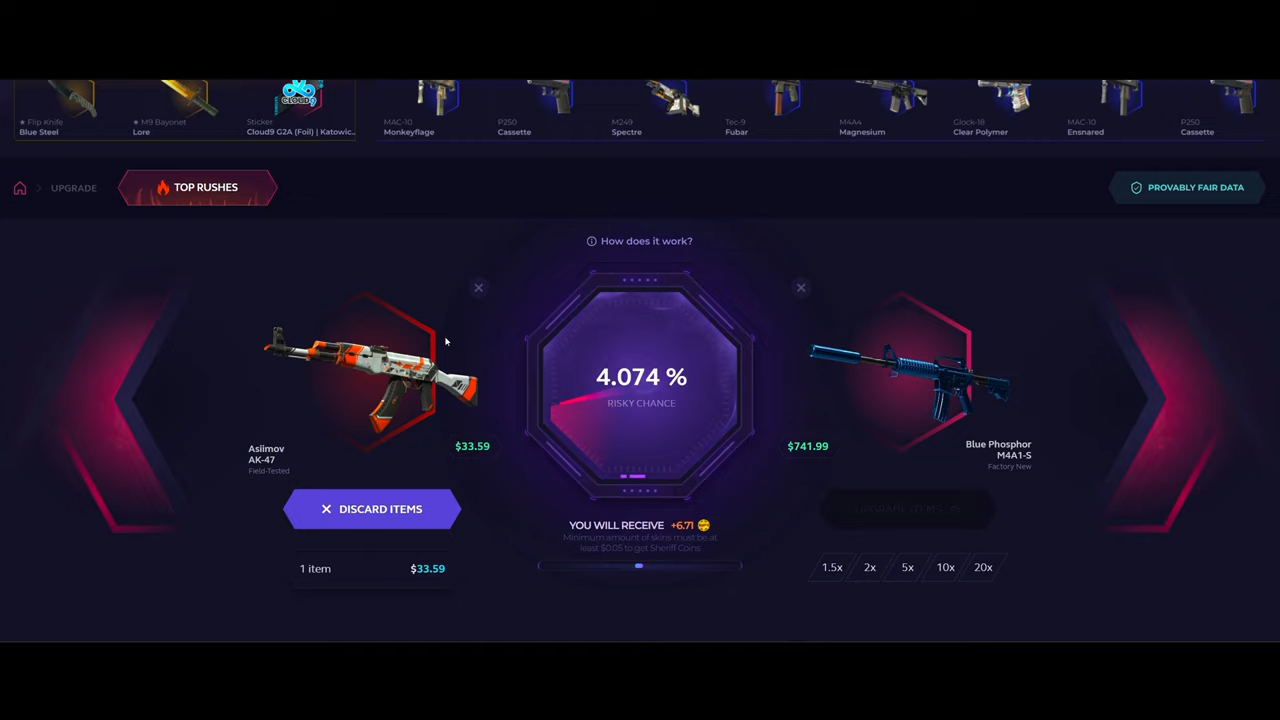 ★ Flip Knife
Blue Steel
★ M9 Bayonet
Lore
Sticker
CLOUD9
Cloud9 G2A (Foil) | Katowic..
MAC-10
Monkeyflage
P250
Cassette
M249
Spectre
Tec-9
Fubar
M4A4
Magnesium
Glock-18
Clear Polymer
MAC-10
Ensnared
P250
Cassette
UPGRADE
TOP RUSHES
PROVABLY FAIR DATA
How does it work?
4.074 %
RISKY CHANCE
Asiimov
AK-47
Field-Tested
$33.59
$741.99
Blue Phosphor
M4A1-S
Factory New
DISCARD ITEMS
UPGRADE ITEMS
YOU WILL RECEIVE +6.71
Minimum amount of skins must be at
least $0.05 to get Sheriff Coins
1 item
$33.59
1.5x
2x
5x
10x
20x